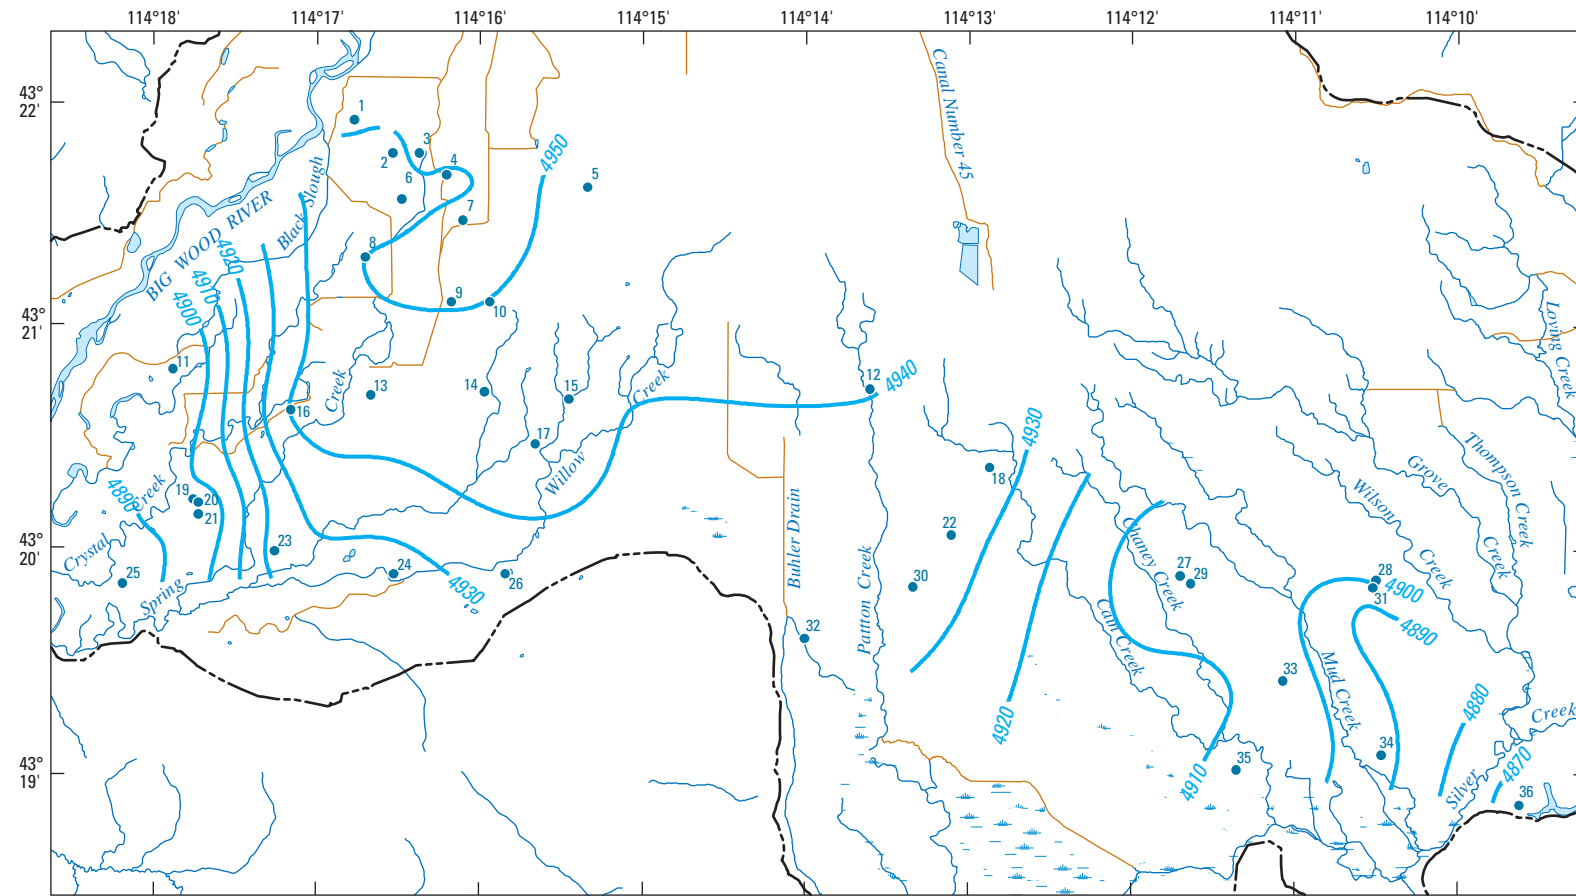 114°18' 114°17' 114°16' 114°15' 114°14' 114°13' 114°12' 114°11' 114°10'
43°
22'
43°
21'
43°
20'
43°
19'
BIG WOOD RIVER
Black Slough
Canal Number 45
1
2
3
4
5
6
7
8
9
10
4950
4920
4910
4900
11
12
13
14
15
16
17
18
4940
4930
Creek
Creek
Willow
Loving Creek
Thompson Creek
Grove
Creek
Wilson
Creek
4890
Creek
Crystal
Spring
19
20
21
22
23
24
25
26
4930
Buhler Drain
Pattton Creek
Chaney Creek
Cain Creek
Mud Creek
27
28
29
30
31
32
33
34
35
36
4900
4890
4920
4910
4880
4870
Silver
Creek